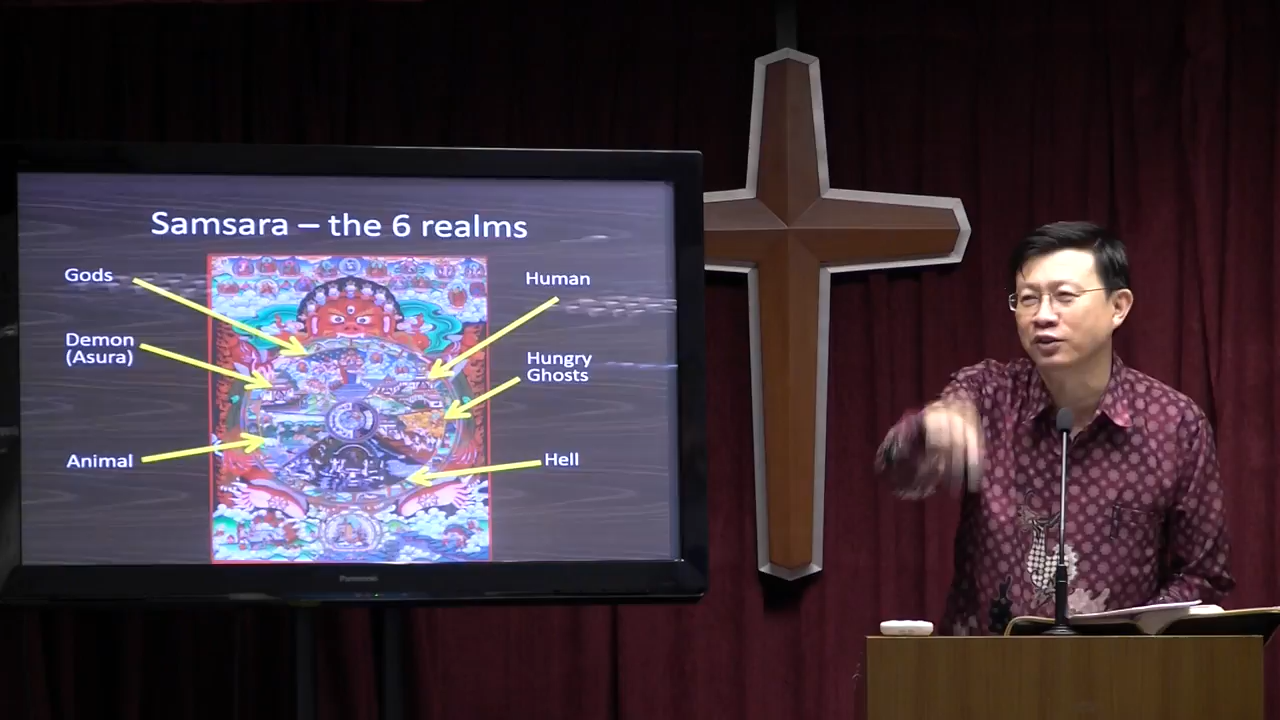 Samsara – the 6 realms
Gods
Human
Demon
(Asura)
Hungry
Ghosts
Animal
Hell
Panasonic